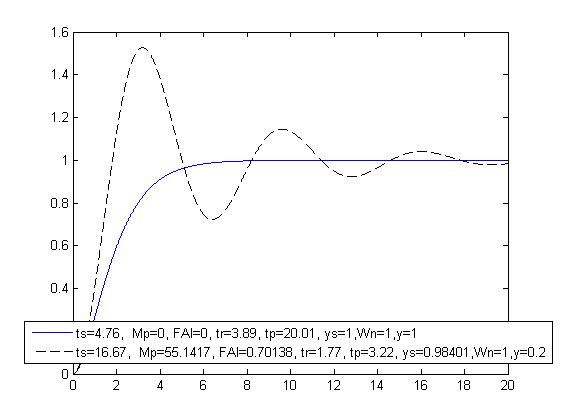 1.6
1.4
1.2
1
0.8
0.6
0.4
ts=4.76, Mp=0, FAI=0, tr=3.89, tp=20.01, ys=1,Wn=1,y=1
ts=16.67, Mp=55.1417, FAI=0.70138, tr=1.77, tp=3.22, ys=0.98401,Wn=1,y=0.2
0
0 2 4 6 8 10 12 14 16 18 20